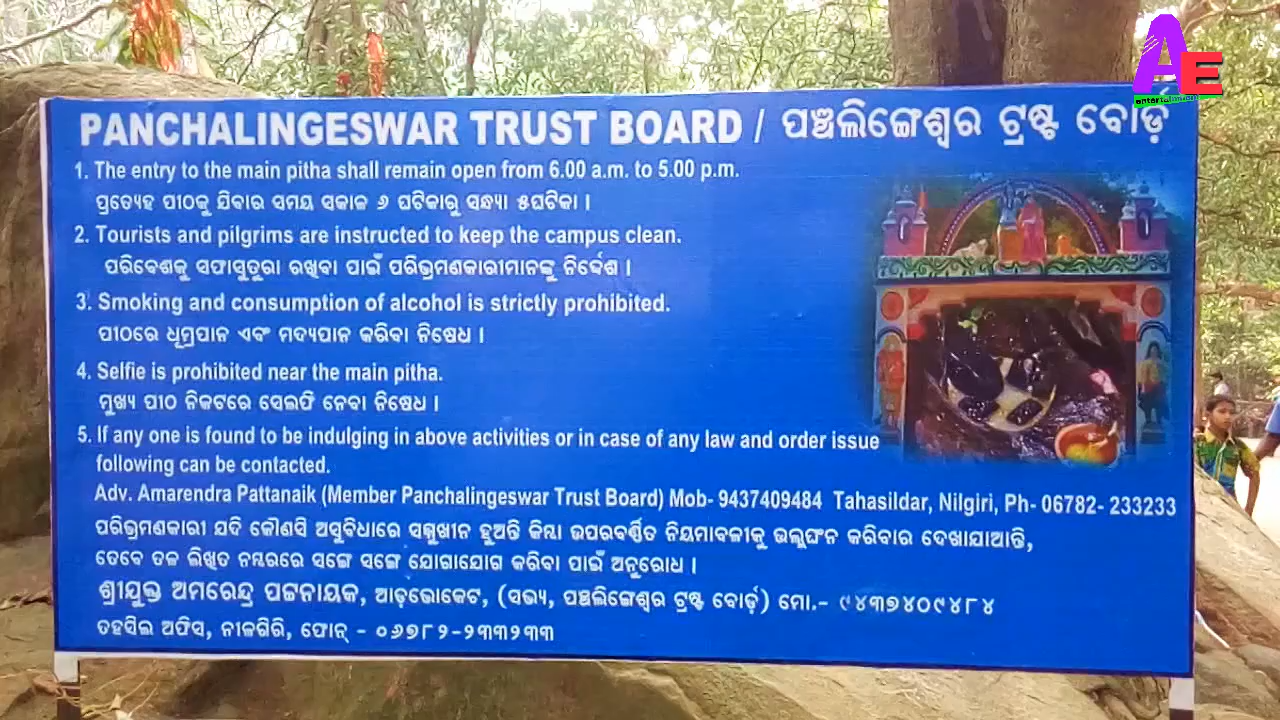 AE
entertainment
PANCHALINGESWAR TRUST BOARD / ପଞ୍ଚଲିଙ୍ଗେଶ୍ୱର ଟ୍ରଷ୍ଟ ବୋର୍ଡ଼
1. The entry to the main pitha shall remain open from 6.00 a.m. to 5.00 p.m.
ପ୍ରତ୍ୟେହ ପୀଠକୁ ଯିବାର ସମୟ ସକାଳ ୬ ଘଟିକାରୁ ସନ୍ଧ୍ୟା ୫ଘଟିକା ।
2. Tourists and pilgrims are instructed to keep the campus clean.
ପରିବେଶକୁ ସଫାସୁତୁରା ରଖିବା ପାଇଁ ପରିଭ୍ରମଣକାରୀମାନଙ୍କୁ ନିର୍ଦ୍ଦେଶ ।
3. Smoking and consumption of alcohol is strictly prohibited.
ପୀଠରେ ଧୂମ୍ରପାନ ଏବଂ ମଦ୍ୟପାନ କରିବା ନିଷେଧ ।
4. Selfie is prohibited near the main pitha.
ମୁଖ୍ୟ ପୀଠ ନିକଟରେ ସେଲଫି ନେବା ନିଷେଧ ।
5. If any one is found to be indulging in above activities or in case of any law and order issue
following can be contacted.
Adv. Amarendra Pattanaik (Member Panchalingeswar Trust Board) Mob- 9437409484 Tahasildar, Nilgiri, Ph- 06782- 233233
ପରିଭ୍ରମଣକାରୀ ଯଦି କୌଣସି ଅସୁବିଧାରେ ସମ୍ମୁଖୀନ ହୁଅନ୍ତି କିମ୍ବା ଉପରବର୍ଣ୍ଣିତ ନିୟମାବଳୀକୁ ଉଲ୍ଲଙ୍ଘନ କରିବାର ଦେଖାଯାଆନ୍ତି,
ତେବେ ତଳ ଲିଖିତ ନମ୍ବରରେ ସଙ୍ଗେ ସଙ୍ଗେ ଯୋଗାଯୋଗ କରିବା ପାଇଁ ଅନୁରୋଧ ।
ଶ୍ରୀଯୁକ୍ତ ଅମରେନ୍ଦ୍ର ପଟ୍ଟନାୟକ, ଆଡ଼ଭୋକେଟ, (ସଭ୍ୟ, ପଞ୍ଚଲିଙ୍ଗେଶ୍ୱର ଟ୍ରଷ୍ଟ ବୋର୍ଡ଼) ମୋ.- ୯୪୩୭୪୦୯୪୮୪
ତହସିଲ ଅଫିସ, ନୀଳଗିରି, ଫୋନ୍ - ୦୬୭୮୨-୨୩୩୨୩୩